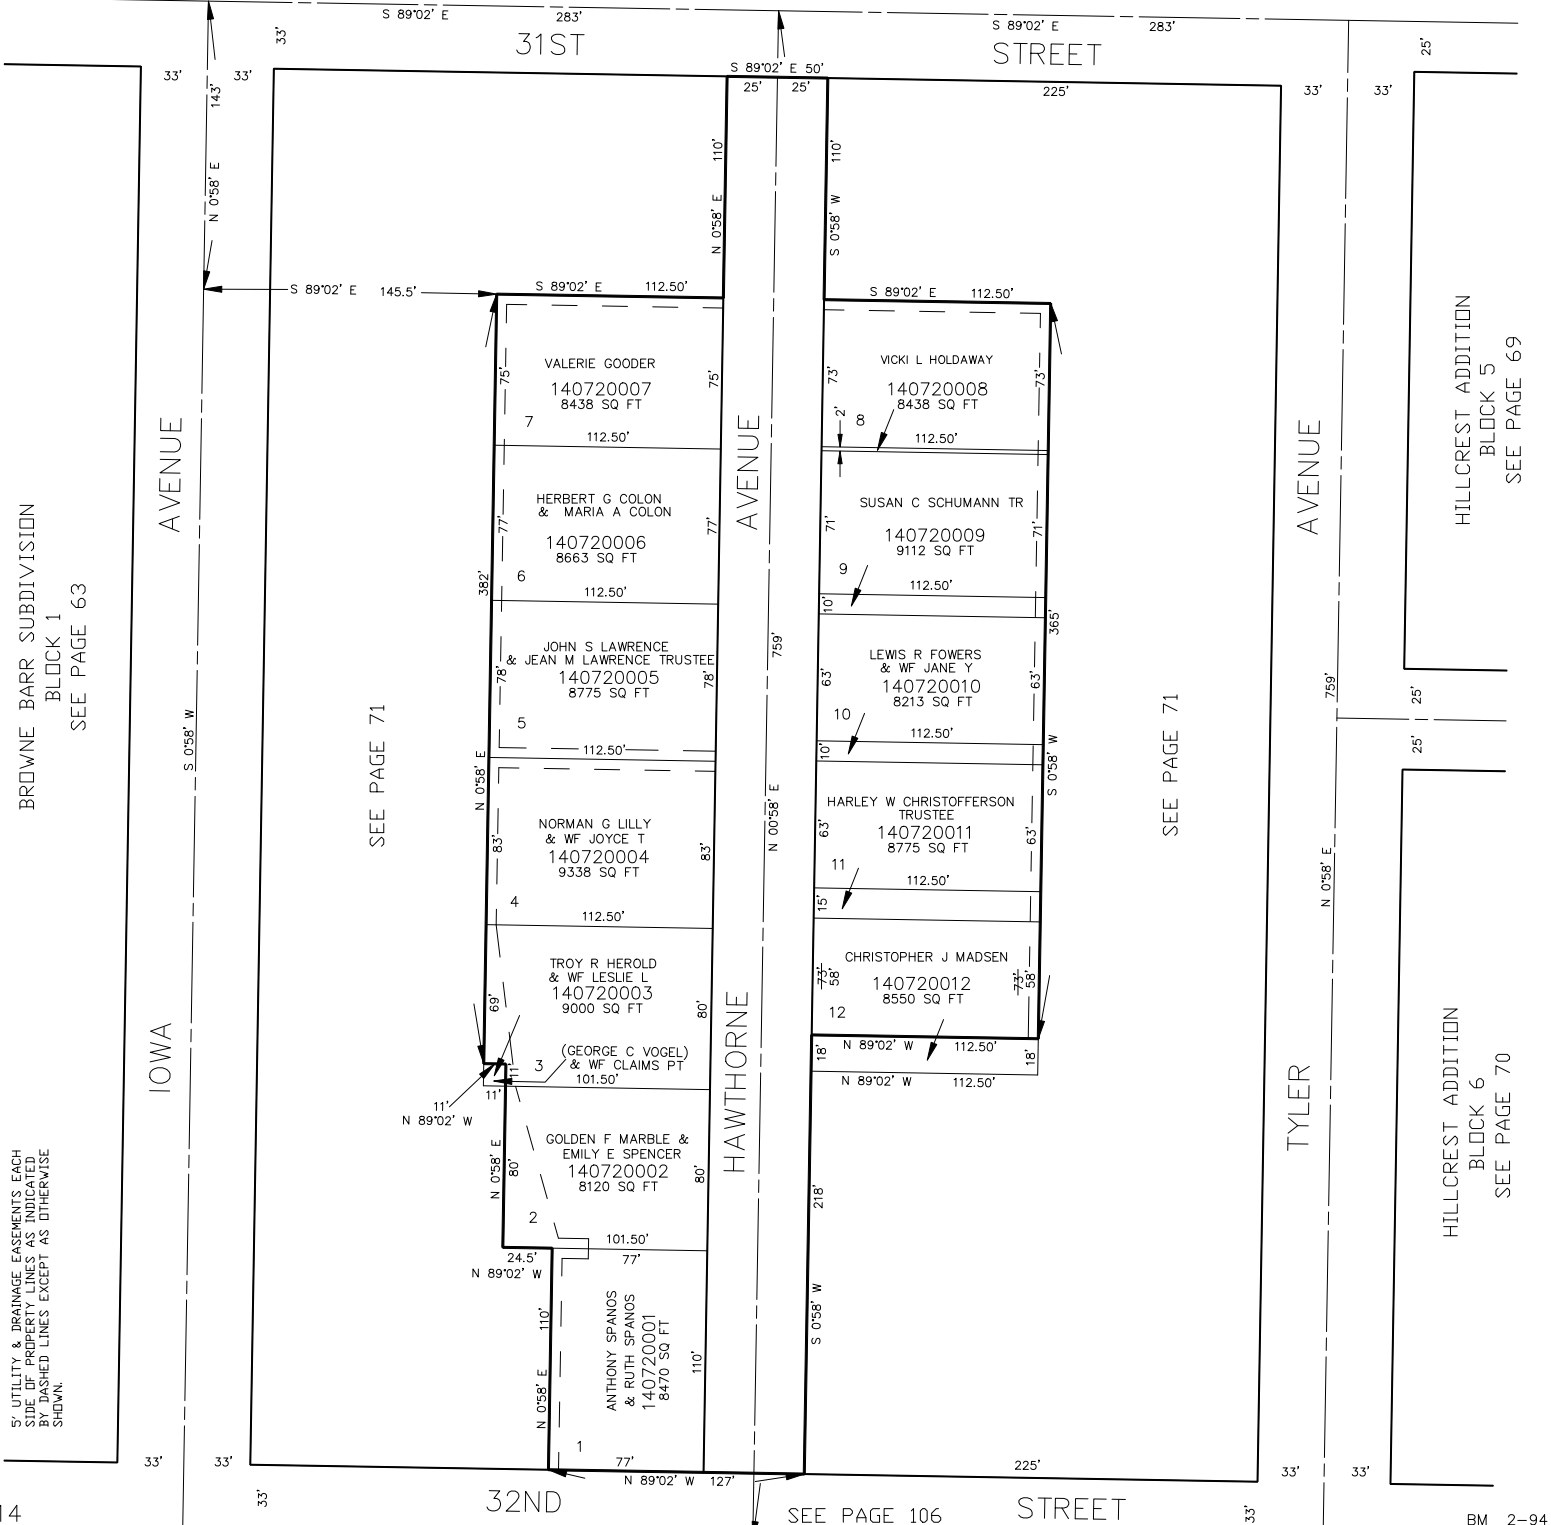 S 89°02' E 283'
S 89°02' E 283'
33'
31ST STREET
25'
33' 33'
S 89°02' E 50'
25' 25'
225'
33' 33'
143'
N 0°58' E
110'
N 0°58' E
110'
S 0°58' W
S 89°02' E 145.5'
S 89°02' E 112.50'
S 89°02' E 112.50'
VALERIE GOODER
140720007
8438 SQ FT
75'
75'
7
112.50'
VICKI L HOLDAWAY
140720008
8438 SQ FT
73'
73'
2'
8
112.50'
HERBERT G COLON
& MARIA A COLON
140720006
8663 SQ FT
77'
77'
6
112.50'
SUSAN C SCHUMANN TR
140720009
9112 SQ FT
71'
71'
9
112.50'
10'
382'
365'
JOHN S LAWRENCE
& JEAN M LAWRENCE TRUSTEE
140720005
8775 SQ FT
78'
78'
5
112.50'
LEWIS R FOWERS
& WF JANE Y
140720010
8213 SQ FT
63'
63'
10
112.50'
10'
N 0°58' E
S 0°58' W
NORMAN G LILLY
& WF JOYCE T
140720004
9338 SQ FT
83'
83'
4
112.50'
HARLEY W CHRISTOFFERSON
TRUSTEE
140720011
8775 SQ FT
63'
63'
11
112.50'
15'
TROY R HEROLD
& WF LESLIE L
140720003
9000 SQ FT
69'
80'
3
(GEORGE C VOGEL)
& WF CLAIMS PT
101.50'
11'
11'
11'
N 89°02' W
CHRISTOPHER J MADSEN
140720012
8550 SQ FT
73'
58'
73'
58'
12
N 89°02' W 112.50'
18'
18'
N 89°02' W 112.50'
GOLDEN F MARBLE &
EMILY E SPENCER
140720002
8120 SQ FT
N 0°58' E
80'
80'
2
101.50'
24.5'
N 89°02' W
77'
ANTHONY SPANOS
& RUTH SPANOS
140720001
8470 SQ FT
110'
N 0°58' E
110'
1
77'
N 89°02' W 127'
218'
S 0°58' W
HAWTHORNE AVENUE
759'
N 00°58' E
IOWA AVENUE
S 0°58' W
TYLER AVENUE
759'
N 0°58' E
25'
25'
SEE PAGE 71
SEE PAGE 71
BROWNE BARR SUBDIVISION
BLOCK 1
SEE PAGE 63
HILLCREST ADDITION
BLOCK 5
SEE PAGE 69
HILLCREST ADDITION
BLOCK 6
SEE PAGE 70
5' UTILITY & DRAINAGE EASEMENTS EACH
SIDE OF PROPERTY LINES AS INDICATED
BY DASHED LINES EXCEPT AS OTHERWISE
SHOWN.
33' 33'
225'
33' 33'
33'
32ND STREET
33'
SEE PAGE 106
14
BM 2-94